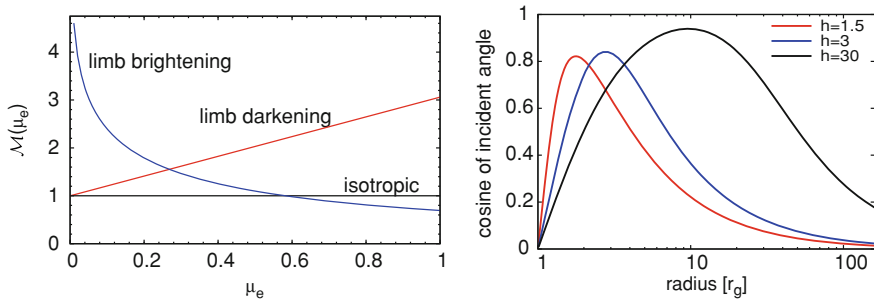 limb brightening
limb darkening
isotropic
ℳ(μe)
4
3
2
1
0
0 0.2 0.4 0.6 0.8 1
μe
h=1.5
h=3
h=30
cosine of incident angle
1
0.8
0.6
0.4
0.2
0
1 10 100
radius [rg]